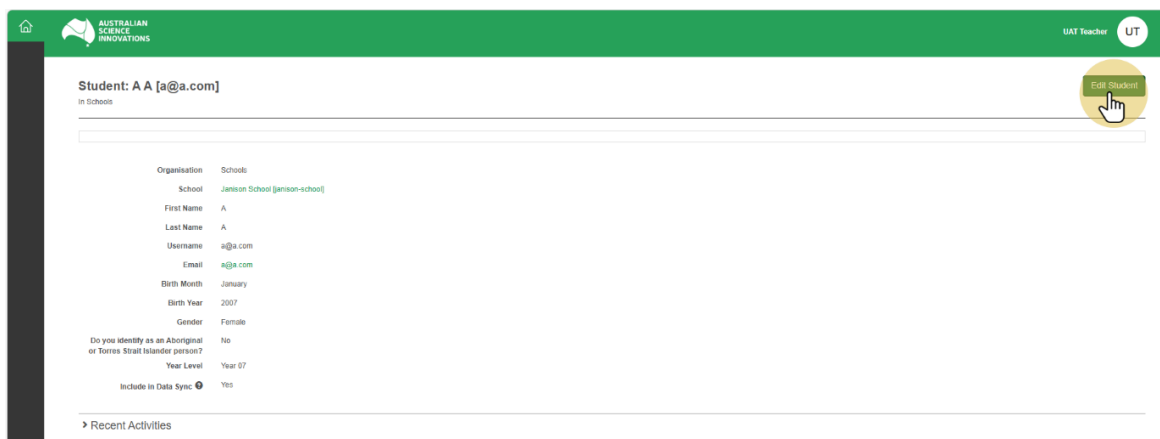 AUSTRALIAN
SCIENCE
INNOVATIONS
UAT Teacher UT
Student: A A [a@a.com]
Edit Student
In Schools
Organisation Schools
School Janison School [janison-school]
First Name A
Last Name A
Username a@a.com
Email a@a.com
Birth Month January
Birth Year 2007
Gender Female
Do you identify as an Aboriginal No
or Torres Strait Islander person?
Year Level Year 07
Include in Data Sync ? Yes
> Recent Activities